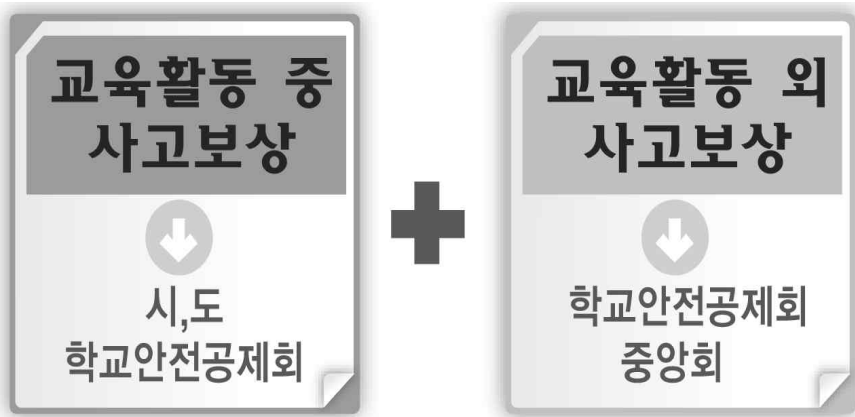 교육활동 중
사고보상
시,도
학교안전공제회
교육활동 외
사고보상
학교안전공제회
중앙회